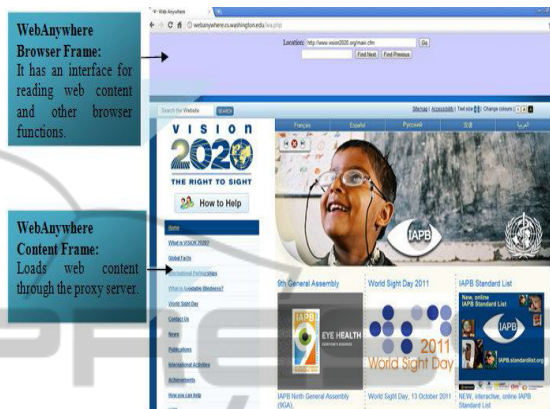 WebAnywhere
Browser Frame:
It has an interface for
reading web content
and other browser
functions.
WebAnywhere
Content Frame:
Loads web content
through the proxy server.
Web Anywhere
webanywhere.cs.washington.edu/wa.php
Location: http://www.vision2020.org/main.cfm Go
Find Next Find Previous
Search the Website SEARCH
Sitemap | Accessibility | Text size | Change colours
Français Español Русский العربية
VISION
2020
THE RIGHT TO SIGHT
How to Help
Home
What is VISION 2020?
Global Facts
International Partnerships
What is Avoidable Blindness?
World Sight Day
Contact Us
News
Publications
International Activities
Achievements
How you can help
IAPB
9th General Assembly
World Sight Day 2011
IAPB Standard List
IAPB
9
EYE HEALTH
2011
World Sight Day
New, online
IAPB Standard List
IAPB
IAPB.standardlist.org
IAPB Ninth General Assembly
(9GA),
World Sight Day, 13 October 2011
NEW, interactive, online IAPB
Standard List